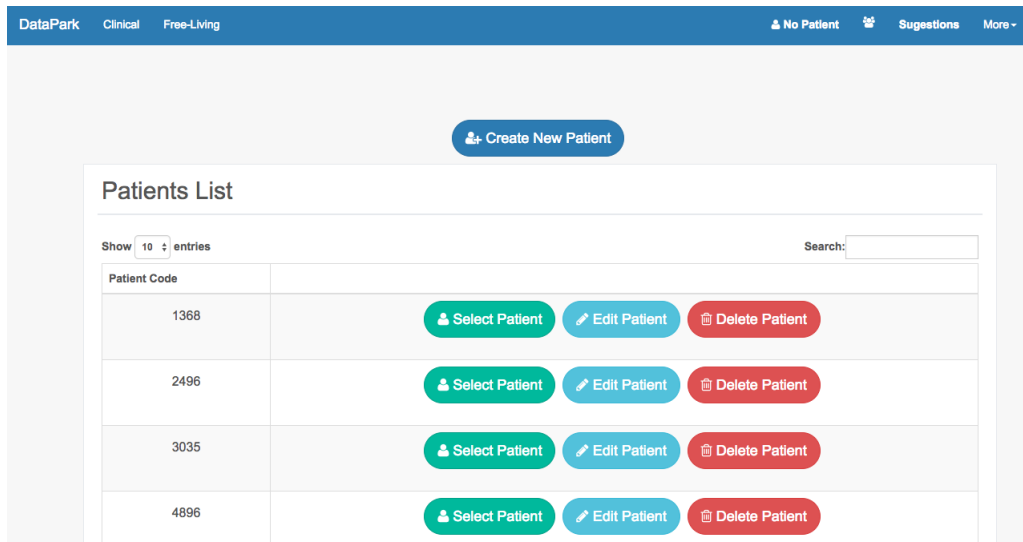 DataPark Clinical Free-Living No Patient Sugestions More
Create New Patient
Patients List
Show 10 entries Search:
Patient Code
1368 Select Patient Edit Patient Delete Patient
2496 Select Patient Edit Patient Delete Patient
3035 Select Patient Edit Patient Delete Patient
4896 Select Patient Edit Patient Delete Patient